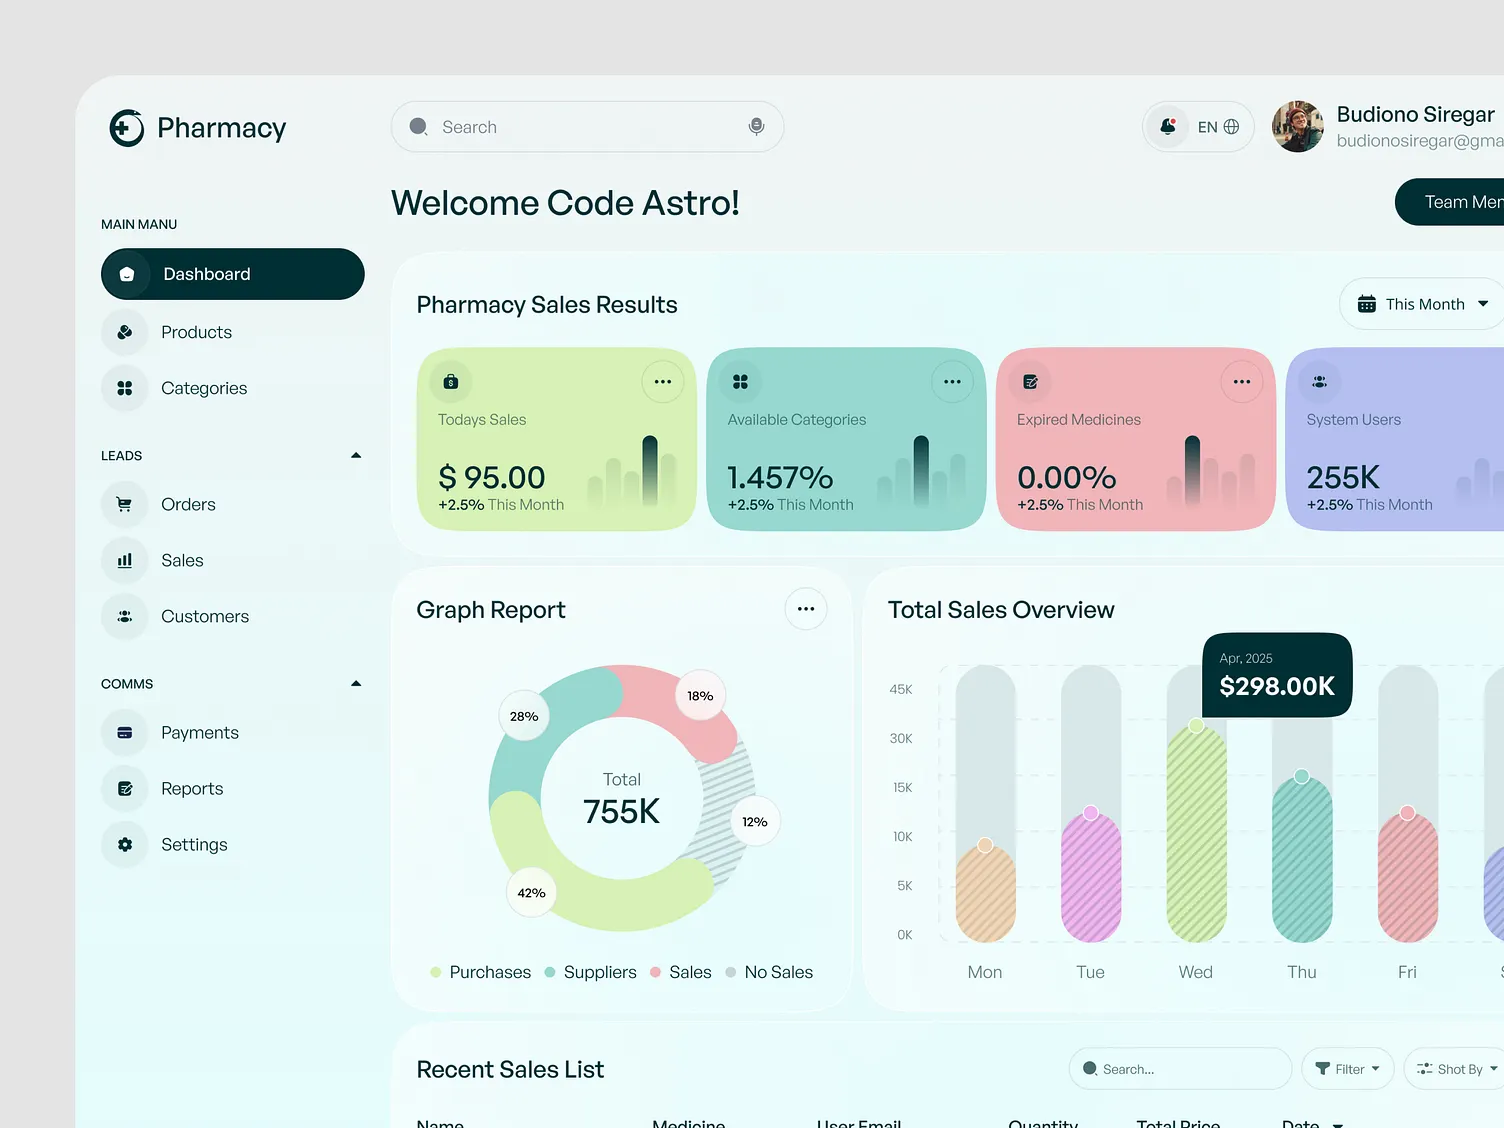 Pharmacy
Search
EN
Budiono Siregar
budionosiregar@gma
Welcome Code Astro!
Team Mem
MAIN MANU
Dashboard
Products
Categories
LEADS
Orders
Sales
Customers
COMMS
Payments
Reports
Settings
Pharmacy Sales Results
This Month
Todays Sales
$ 95.00
+2.5% This Month
Available Categories
1.457%
+2.5% This Month
Expired Medicines
0.00%
+2.5% This Month
System Users
255K
+2.5% This Month
Graph Report
28%
18%
12%
42%
Total
755K
Purchases
Suppliers
Sales
No Sales
Total Sales Overview
Apr, 2025
$298.00K
45K
30K
15K
10K
5K
0K
Mon
Tue
Wed
Thu
Fri
Recent Sales List
Search...
Filter
Shot By
Name
Medicine
User Email
Quantity
Total Price
Date